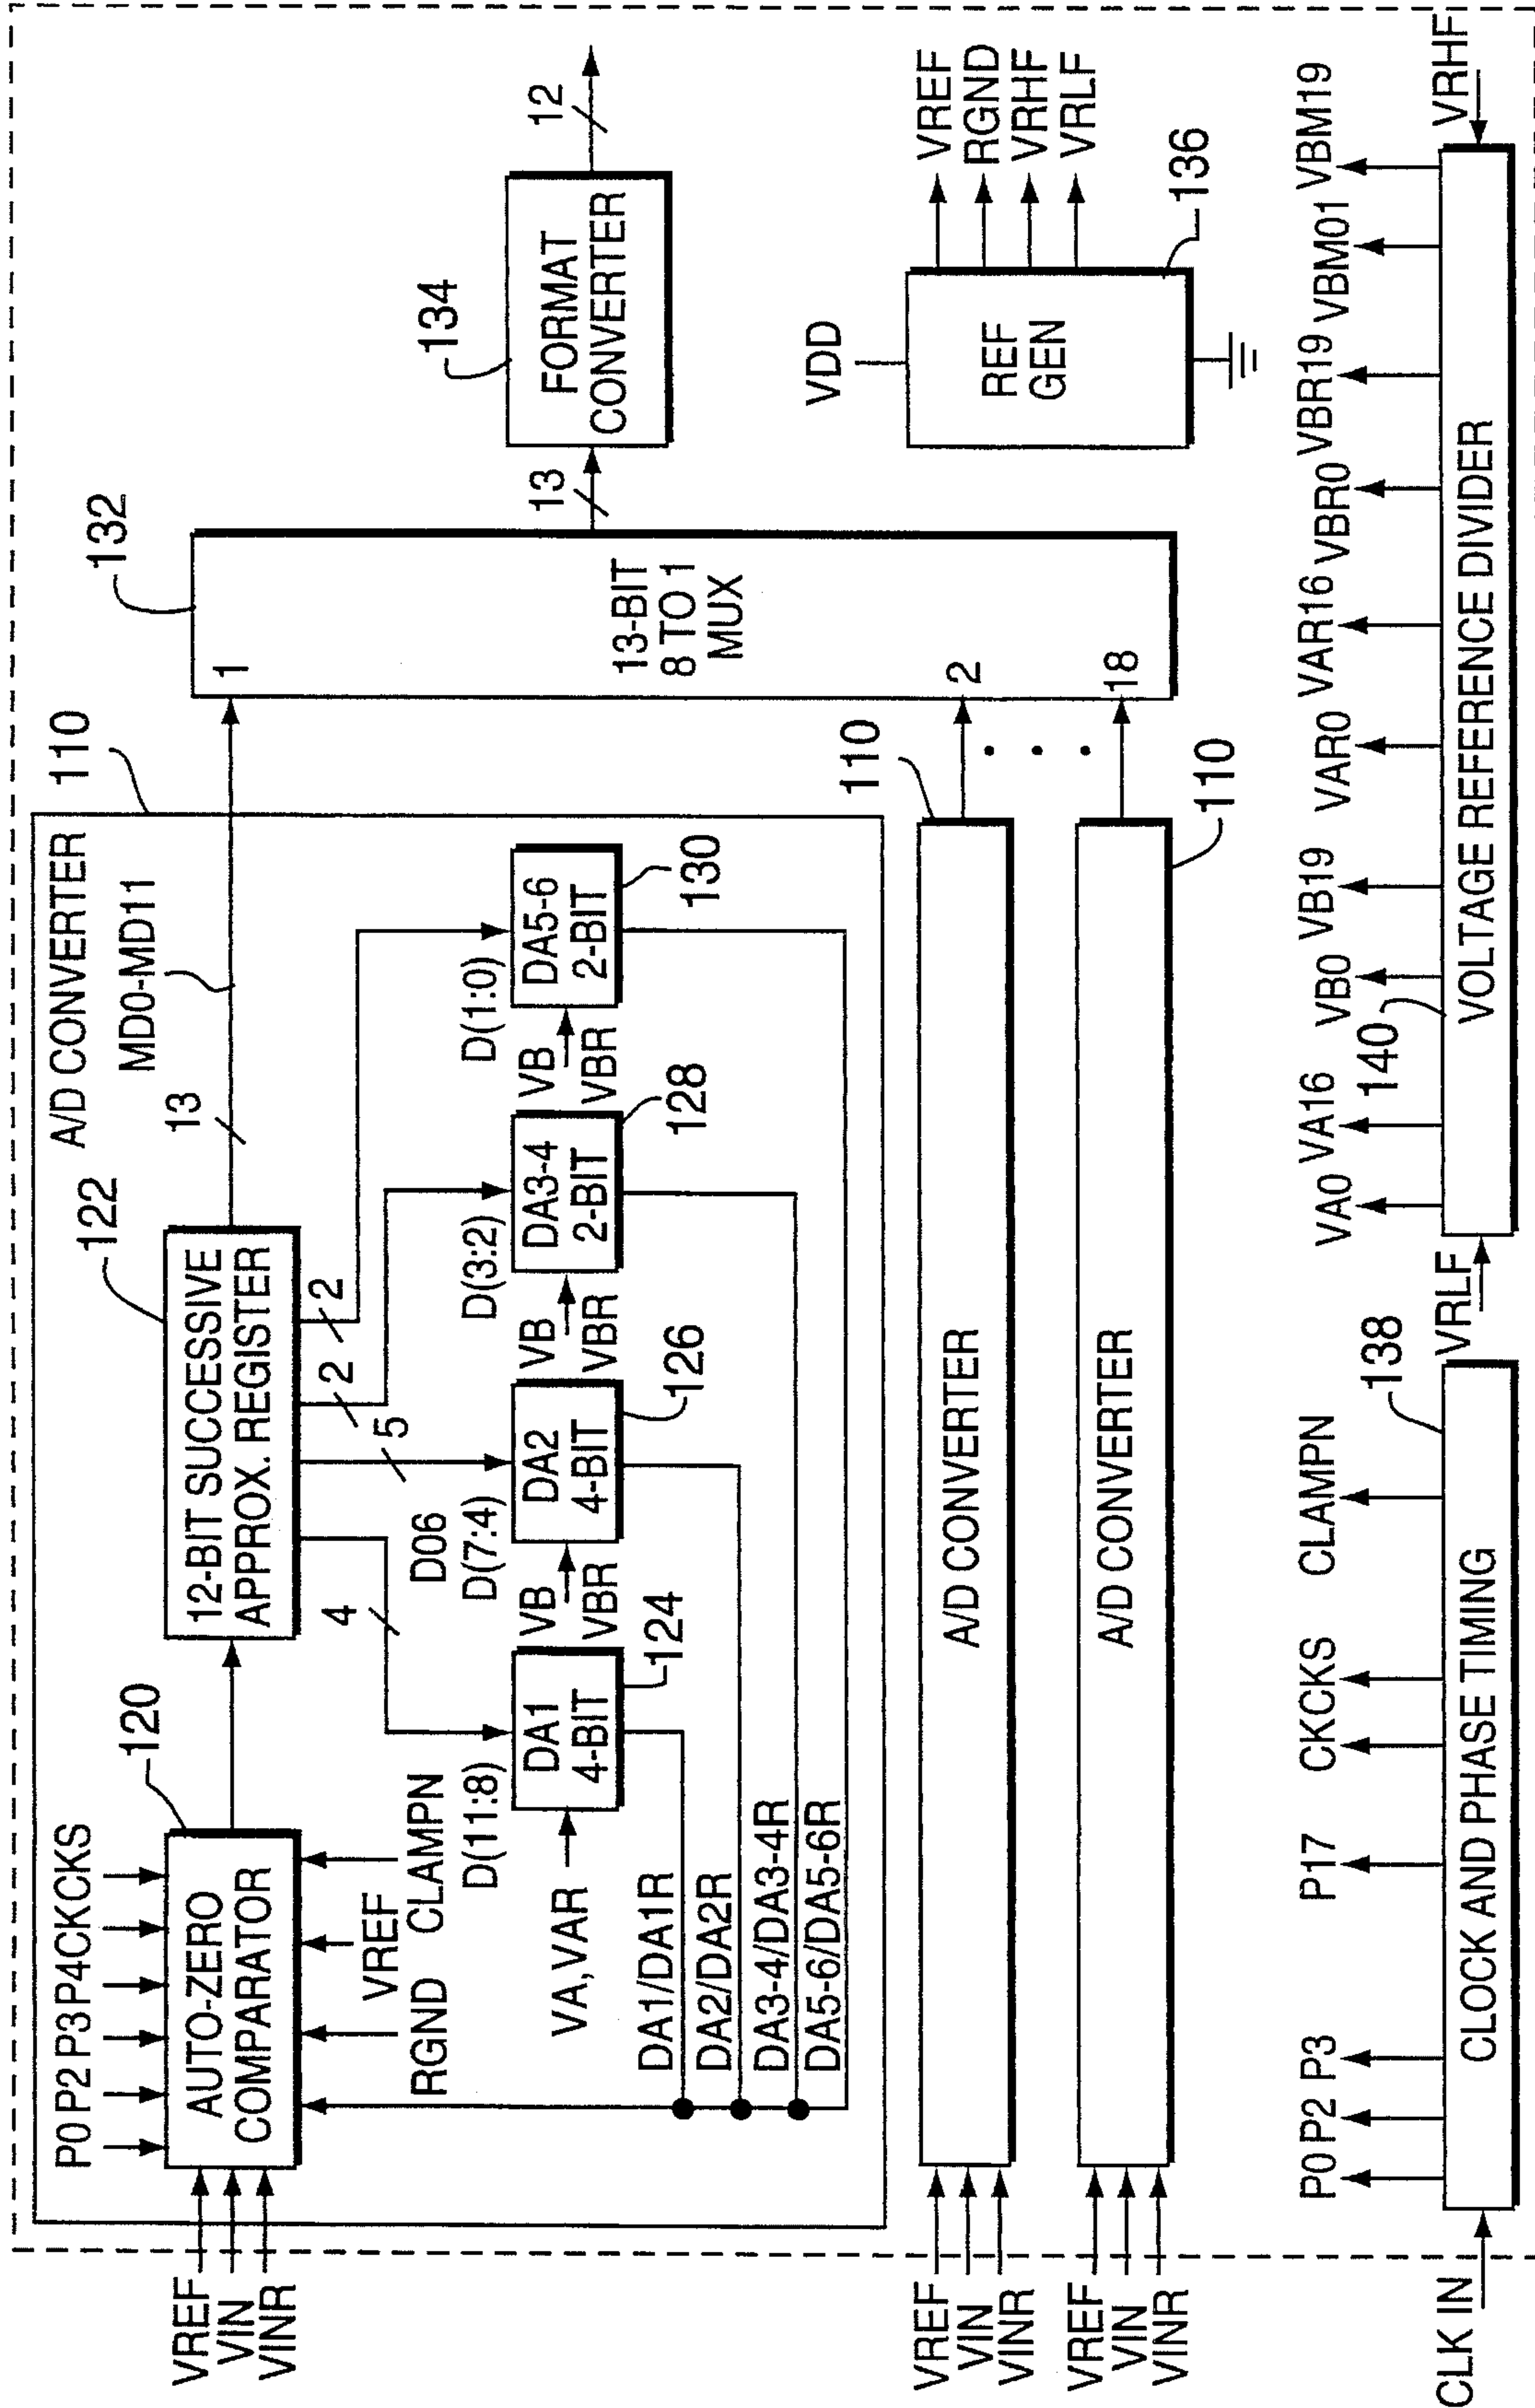 A/D CONVERTER
110
P0 P2 P3 P4 CKCKS
120
VREF
VIN
VINR
AUTO-ZERO
COMPARATOR
122
12-BIT SUCCESSIVE
APPROX. REGISTER
13
MD0-MD11
RGND
VREF
CLAMPN
4
5
2
2
D(11:8)
D06
D(7:4)
D(3:2)
D(1:0)
VA,VAR
DA1
4-BIT
124
VB
VBR
DA2
4-BIT
126
VB
VBR
DA3-4
2-BIT
128
VB
VBR
DA5-6
2-BIT
130
DA1/DA1R
DA2/DA2R
DA3-4/DA3-4R
DA5-6/DA5-6R
132
1
13-BIT
8 TO 1
MUX
2
18
13
134
FORMAT
CONVERTER
12
VREF
VIN
VINR
A/D CONVERTER
110
VREF
VIN
VINR
A/D CONVERTER
110
VDD
REF
GEN
136
VREF
RGND
VRHF
VRLF
CLK IN
P0 P2 P3
P17
CKCKS
CLAMPN
138
CLOCK AND PHASE TIMING
VRLF
VA0
VA16
VB0
VB19
VAR0
VAR16
VBR0
VBR19
VBM01
VBM19
140
VOLTAGE REFERENCE DIVIDER
VRHF